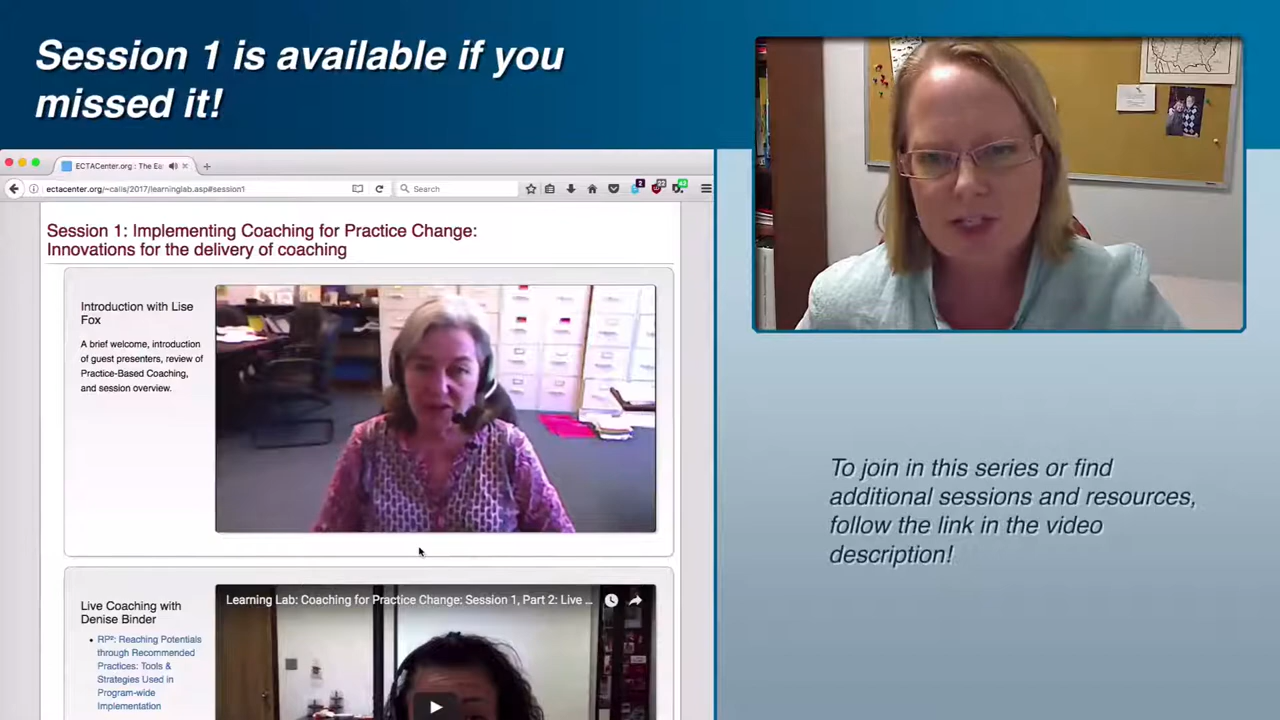 Session 1 is available if you
missed it!
ECTACenter.org : The Ea
ectacenter.org/~calls/2017/learninglab.asp#session1
Search
2
22
43
Session 1: Implementing Coaching for Practice Change:
Innovations for the delivery of coaching
Introduction with Lise
Fox
A brief welcome, introduction
of guest presenters, review of
Practice-Based Coaching,
and session overview.
Live Coaching with
Denise Binder
RP²: Reaching Potentials
through Recommended
Practices: Tools &
Strategies Used in
Program-wide
Implementation
Learning Lab: Coaching for Practice Change: Session 1, Part 2: Live ...
To join in this series or find
additional sessions and resources,
follow the link in the video
description!